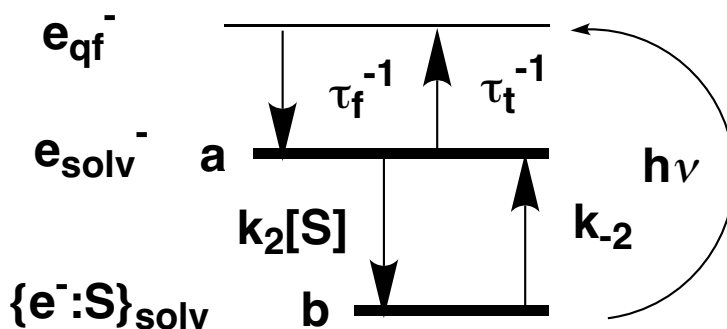 e_qf^-
τ_f^-1 τ_t^-1
e_solv^- a
hν
k_2[S] k_-2
{e^-:S}_solv b